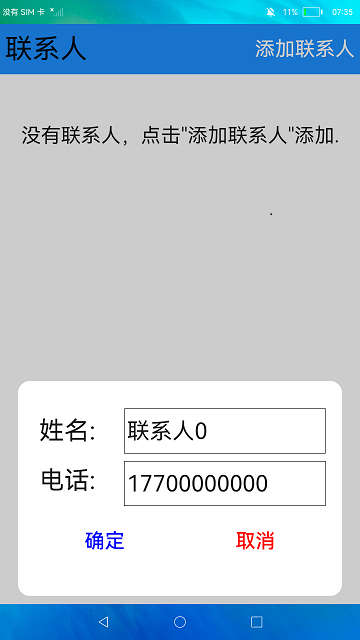 没有 SIM 卡 11% 07:35
联系人 添加联系人
没有联系人，点击"添加联系人"添加.
姓名: 联系人0
电话: 17700000000
确定 取消